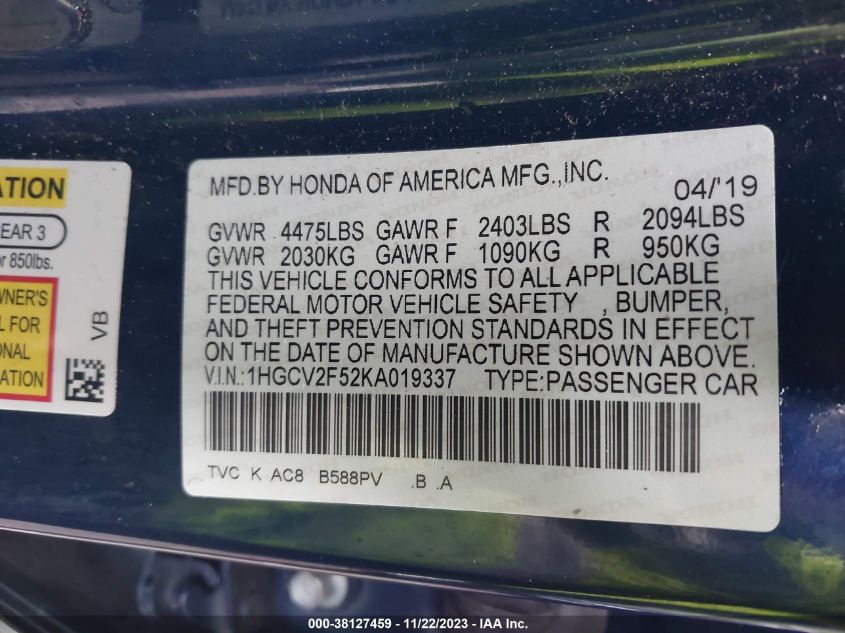 ATION
EAR 3
or 850lbs.
WNER'S
L FOR
ONAL
ATION
VB
MFD.BY HONDA OF AMERICA MFG.,INC.
04/'19
GVWR 4475LBS GAWR F 2403LBS R 2094LBS
GVWR 2030KG GAWR F 1090KG R 950KG
THIS VEHICLE CONFORMS TO ALL APPLICABLE
FEDERAL MOTOR VEHICLE SAFETY , BUMPER,
AND THEFT PREVENTION STANDARDS IN EFFECT
ON THE DATE OF MANUFACTURE SHOWN ABOVE.
V.I.N.:1HGCV2F52KA019337 TYPE:PASSENGER CAR
TVC K AC8 B588PV .B .A
000-38127459 - 11/22/2023 - IAA Inc.